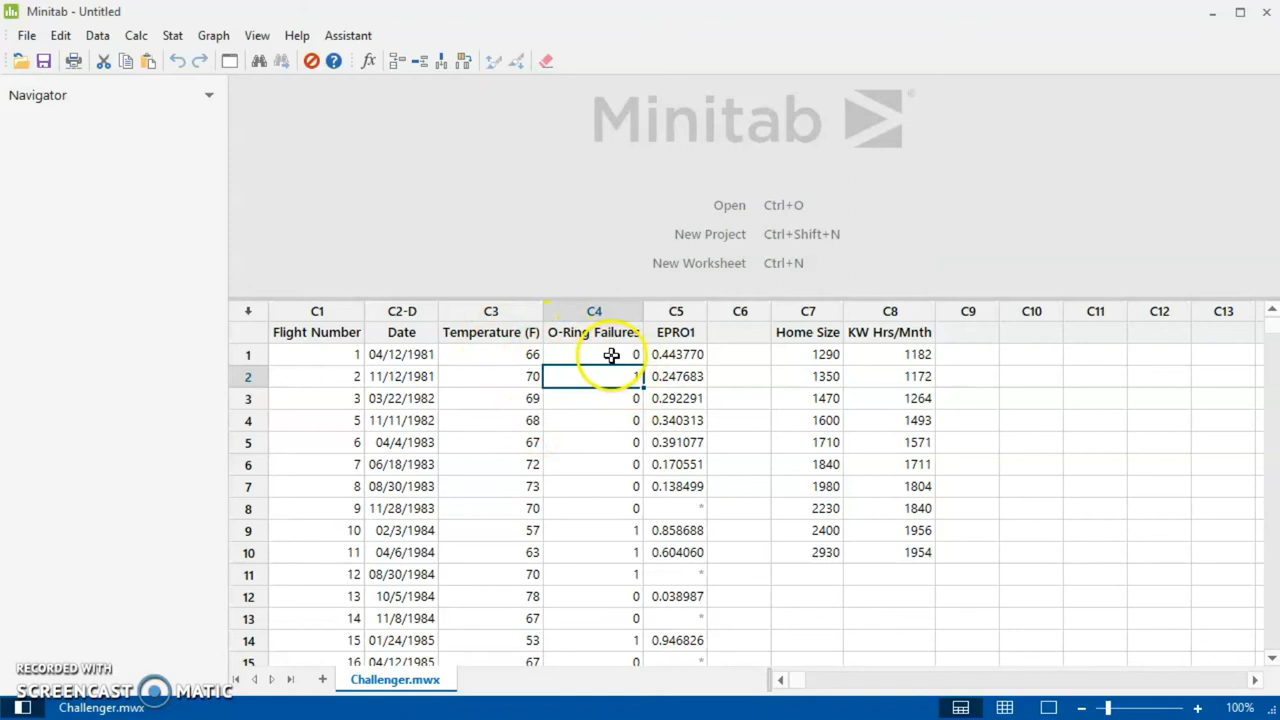 Minitab - Untitled
File Edit Data Calc Stat Graph View Help Assistant
Navigator
Minitab
Open Ctrl+O
New Project Ctrl+Shift+N
New Worksheet Ctrl+N
C1 C2-D C3 C4 C5 C6 C7 C8 C9 C10 C11 C12 C13
Flight Number Date Temperature (F) O-Ring Failures EPRO1 Home Size KW Hrs/Mnth
1 1 04/12/1981 66 0 0.443770 1290 1182
2 2 11/12/1981 70 1 0.247683 1350 1172
3 3 03/22/1982 69 0 0.292291 1470 1264
4 5 11/11/1982 68 0 0.340313 1600 1493
5 6 04/4/1983 67 0 0.391077 1710 1571
6 7 06/18/1983 72 0 0.170551 1840 1711
7 8 08/30/1983 73 0 0.138499 1980 1804
8 9 11/28/1983 70 0 * 2230 1840
9 10 02/3/1984 57 1 0.858688 2400 1956
10 11 04/6/1984 63 1 0.604060 2930 1954
11 12 08/30/1984 70 1 *
12 13 10/5/1984 78 0 0.038987
13 14 11/8/1984 67 0 *
14 15 01/24/1985 53 1 0.946826
15 16 04/12/1985 67 0 *
RECORDED WITH
SCREENCAST MATIC
Challenger.mwx
Challenger.mwx
100%